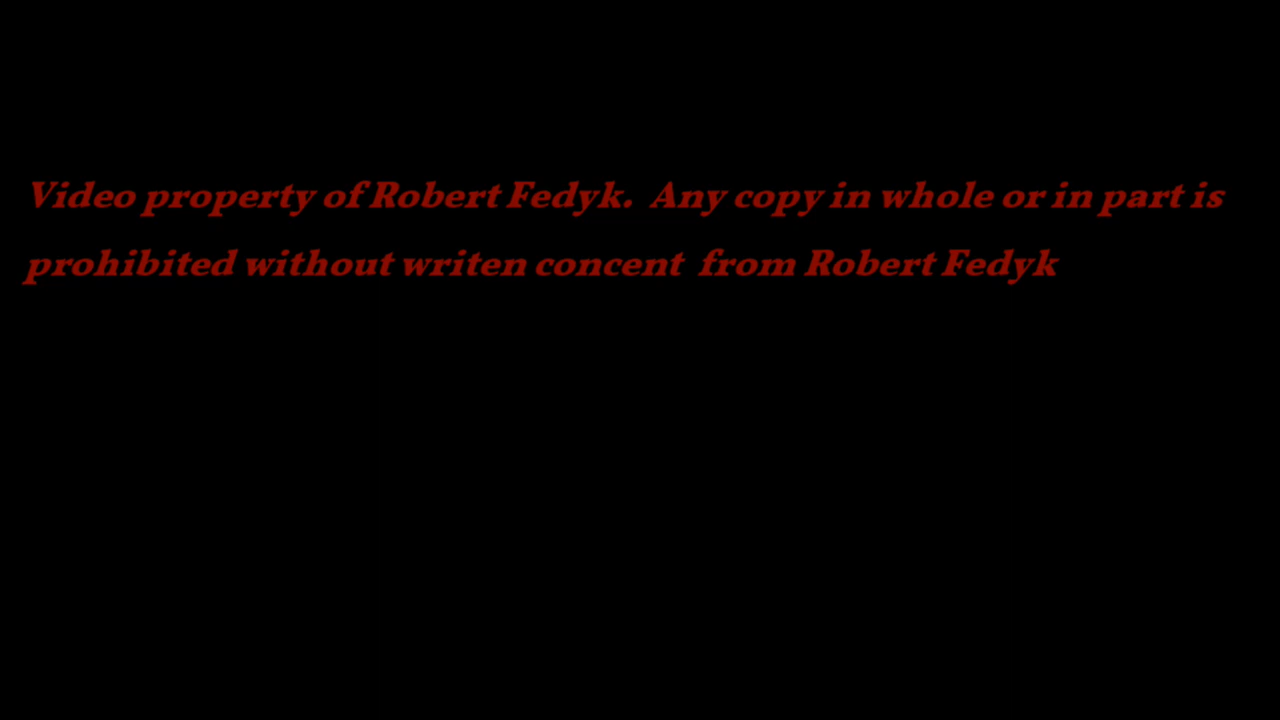 Video property of Robert Fedyk.  Any copy in whole or in part is
prohibited without writen concent  from Robert Fedyk